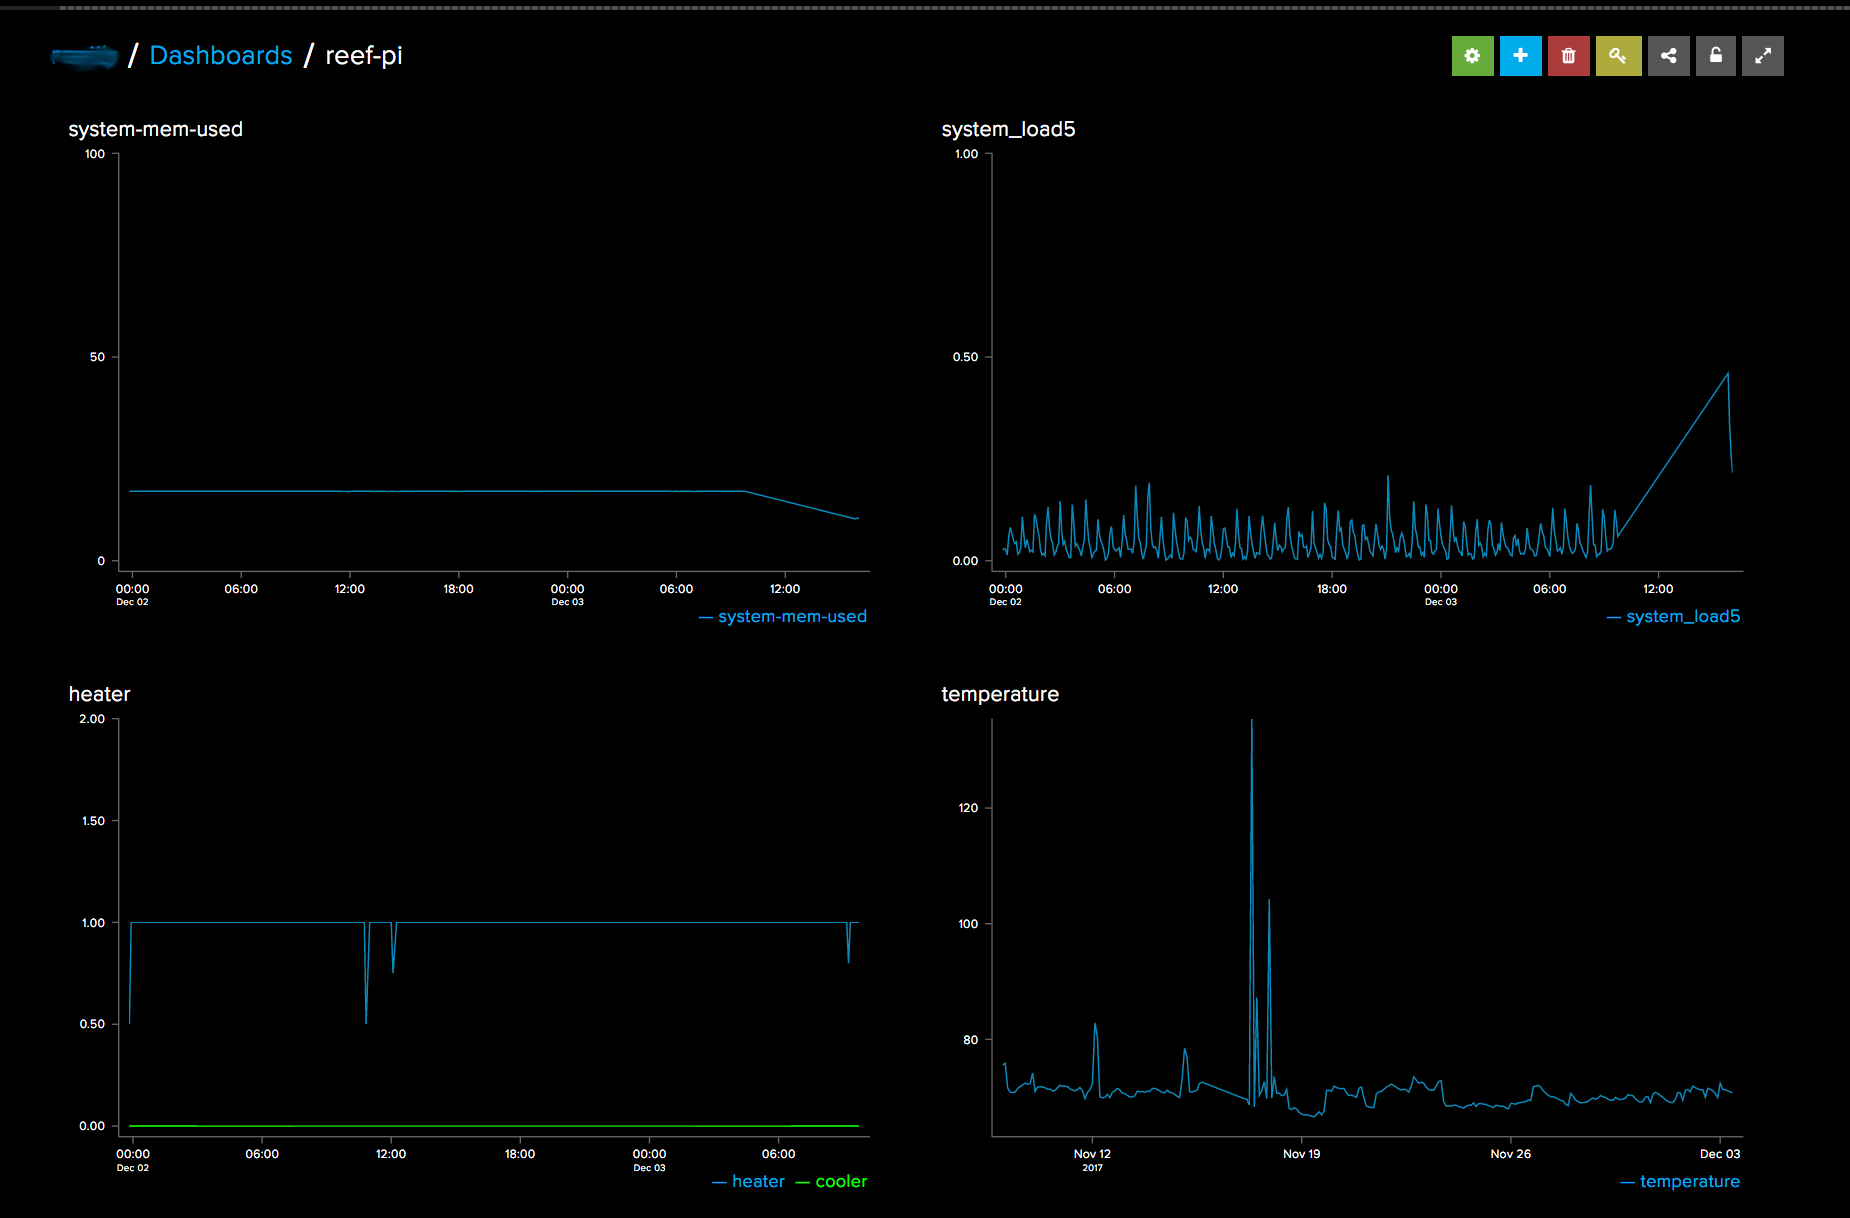 / Dashboards / reef-pi
system-mem-used
100
50
0
00:00 06:00 12:00 18:00 00:00 06:00 12:00
Dec 02 Dec 03
— system-mem-used
system_load5
1.00
0.50
0.00
00:00 06:00 12:00 18:00 00:00 06:00 12:00
Dec 02 Dec 03
— system_load5
heater
2.00
1.50
1.00
0.50
0.00
00:00 06:00 12:00 18:00 00:00 06:00
Dec 02 Dec 03
— heater — cooler
temperature
120
100
80
Nov 12 Nov 19 Nov 26 Dec 03
2017
— temperature